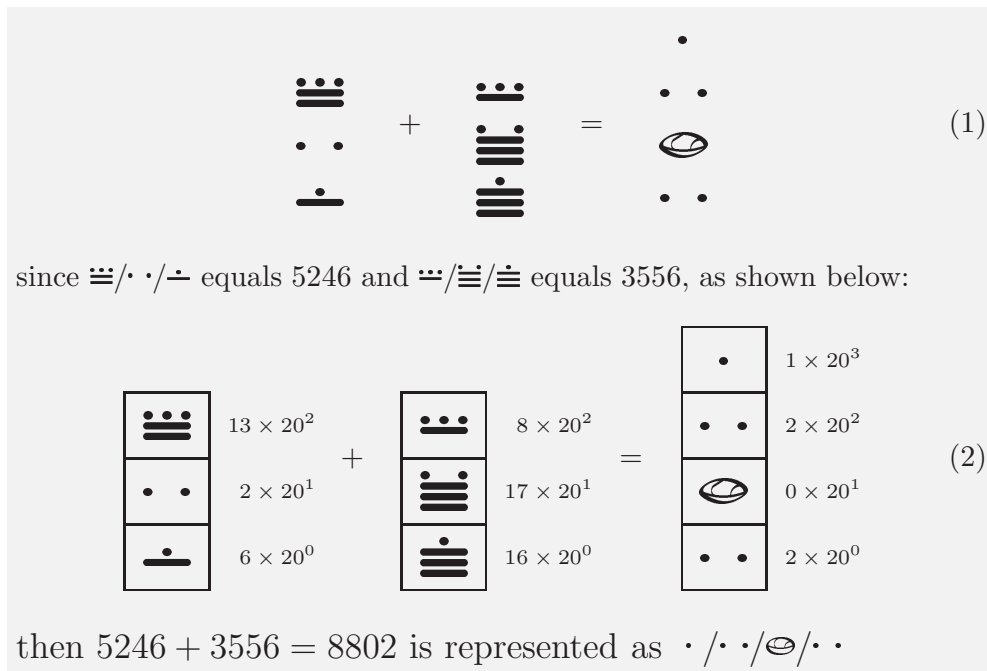 𝋡
𝋭 𝋨 𝋢
𝋢 + 𝋱 = 𝋠 (1)
𝋦 𝋰 𝋢
since 𝋭/𝋢/𝋦 equals 5246 and 𝋨/𝋱/𝋰 equals 3556, as shown below:
𝋡 1 × 20³
𝋭 13 × 20² 𝋨 8 × 20² 𝋢 2 × 20²
+ = (2)
𝋢 2 × 20¹ 𝋱 17 × 20¹ 𝋠 0 × 20¹
𝋦 6 × 20⁰ 𝋰 16 × 20⁰ 𝋢 2 × 20⁰
then 5246 + 3556 = 8802 is represented as 𝋡/𝋢/𝋠/𝋢